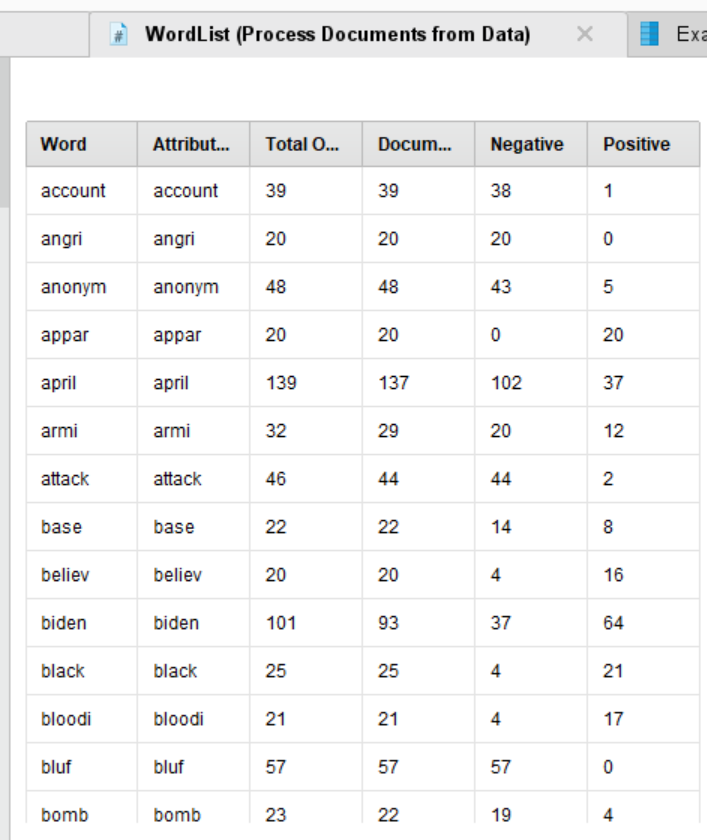 # WordList (Process Documents from Data) × Exa
Word Attribut... Total O... Docum... Negative Positive
account account 39 39 38 1
angri angri 20 20 20 0
anonym anonym 48 48 43 5
appar appar 20 20 0 20
april april 139 137 102 37
armi armi 32 29 20 12
attack attack 46 44 44 2
base base 22 22 14 8
believ believ 20 20 4 16
biden biden 101 93 37 64
black black 25 25 4 21
bloodi bloodi 21 21 4 17
bluf bluf 57 57 57 0
bomb bomb 23 22 19 4